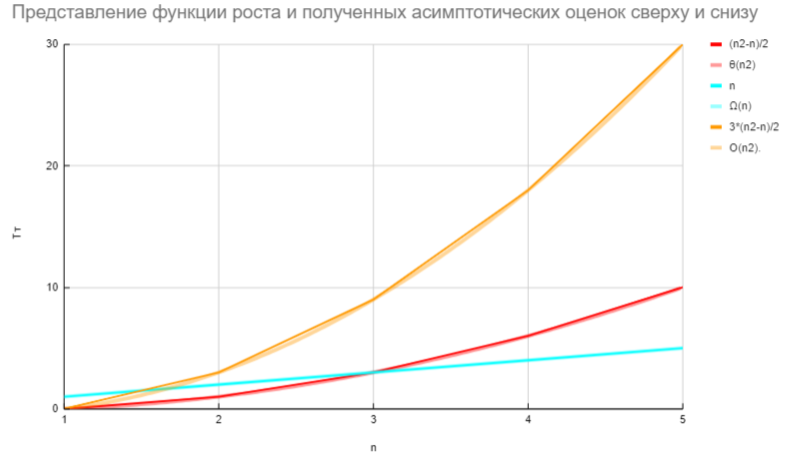 Представление функции роста и полученных асимптотических оценок сверху и снизу
30
20
10
0
1
2
3
4
5
Тт
n
(n2-n)/2
θ(n2)
n
Ω(n)
3*(n2-n)/2
O(n2).